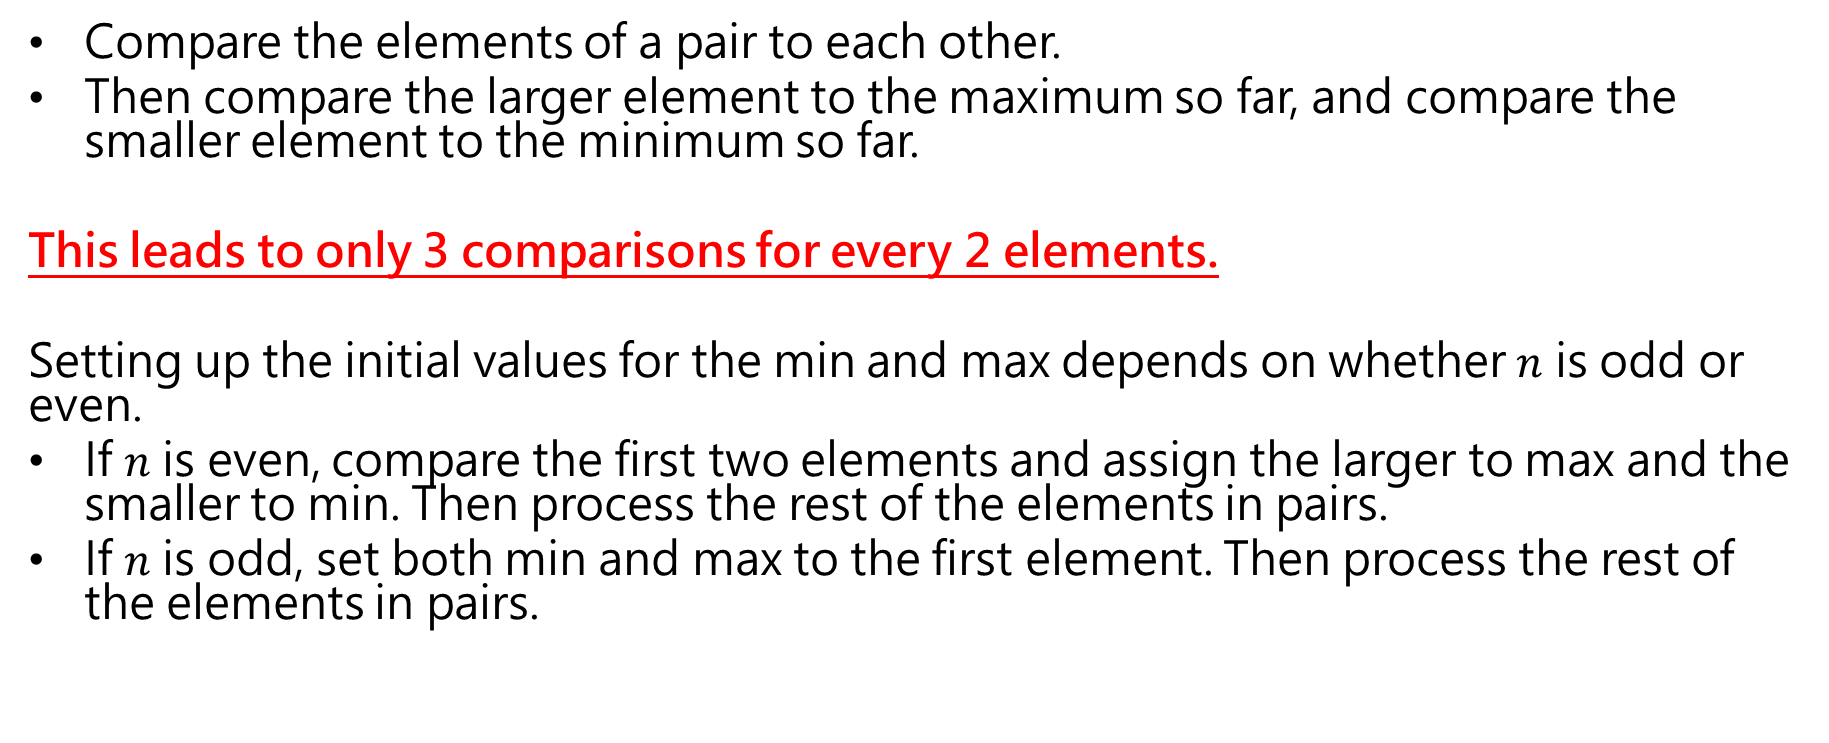 • Compare the elements of a pair to each other.
• Then compare the larger element to the maximum so far, and compare the
smaller element to the minimum so far.
This leads to only 3 comparisons for every 2 elements.
Setting up the initial values for the min and max depends on whether n is odd or
even.
• If n is even, compare the first two elements and assign the larger to max and the
smaller to min. Then process the rest of the elements in pairs.
• If n is odd, set both min and max to the first element. Then process the rest of
the elements in pairs.